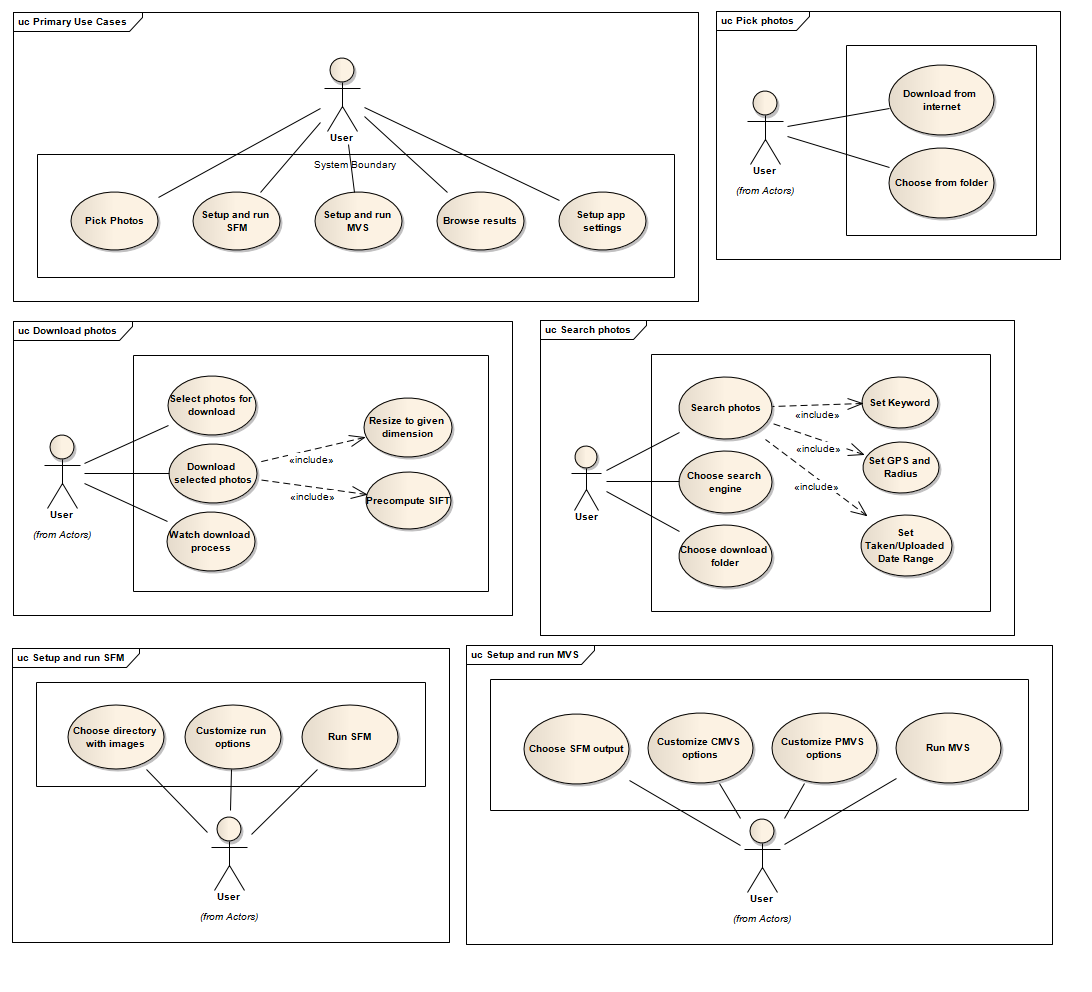 uc Primary Use Cases
User
System Boundary
Pick Photos
Setup and run
SFM
Setup and run
MVS
Browse results
Setup app
settings
uc Pick photos
User
(from Actors)
Download from
internet
Choose from folder
uc Download photos
User
(from Actors)
Select photos for
download
Download
selected photos
Watch download
process
«include»
«include»
Resize to given
dimension
Precompute SIFT
uc Search photos
User
Search photos
Choose search
engine
Choose download
folder
«include»
«include»
«include»
Set Keyword
Set GPS and
Radius
Set
Taken/Uploaded
Date Range
uc Setup and run SFM
Choose directory
with images
Customize run
options
Run SFM
User
(from Actors)
uc Setup and run MVS
Choose SFM output
Customize CMVS
options
Customize PMVS
options
Run MVS
User
(from Actors)